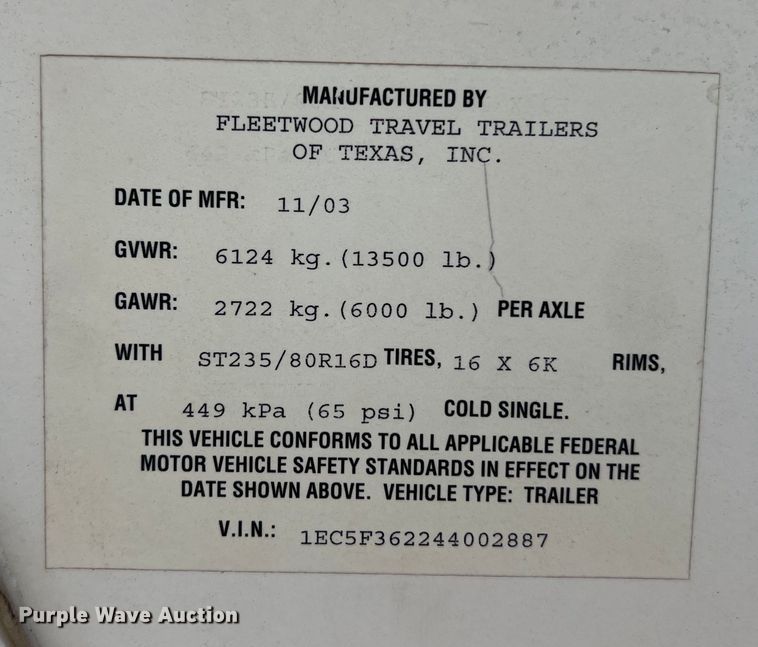 MANUFACTURED BY
FLEETWOOD TRAVEL TRAILERS
OF TEXAS, INC.
DATE OF MFR: 11/03
GVWR: 6124 kg. (13500 lb.)
GAWR: 2722 kg. (6000 lb.) PER AXLE
WITH ST235/80R16D TIRES, 16 X 6K RIMS,
AT 449 kPa (65 psi) COLD SINGLE.
THIS VEHICLE CONFORMS TO ALL APPLICABLE FEDERAL
MOTOR VEHICLE SAFETY STANDARDS IN EFFECT ON THE
DATE SHOWN ABOVE. VEHICLE TYPE: TRAILER
V.I.N.: 1EC5F362244002887
Purple Wave Auction